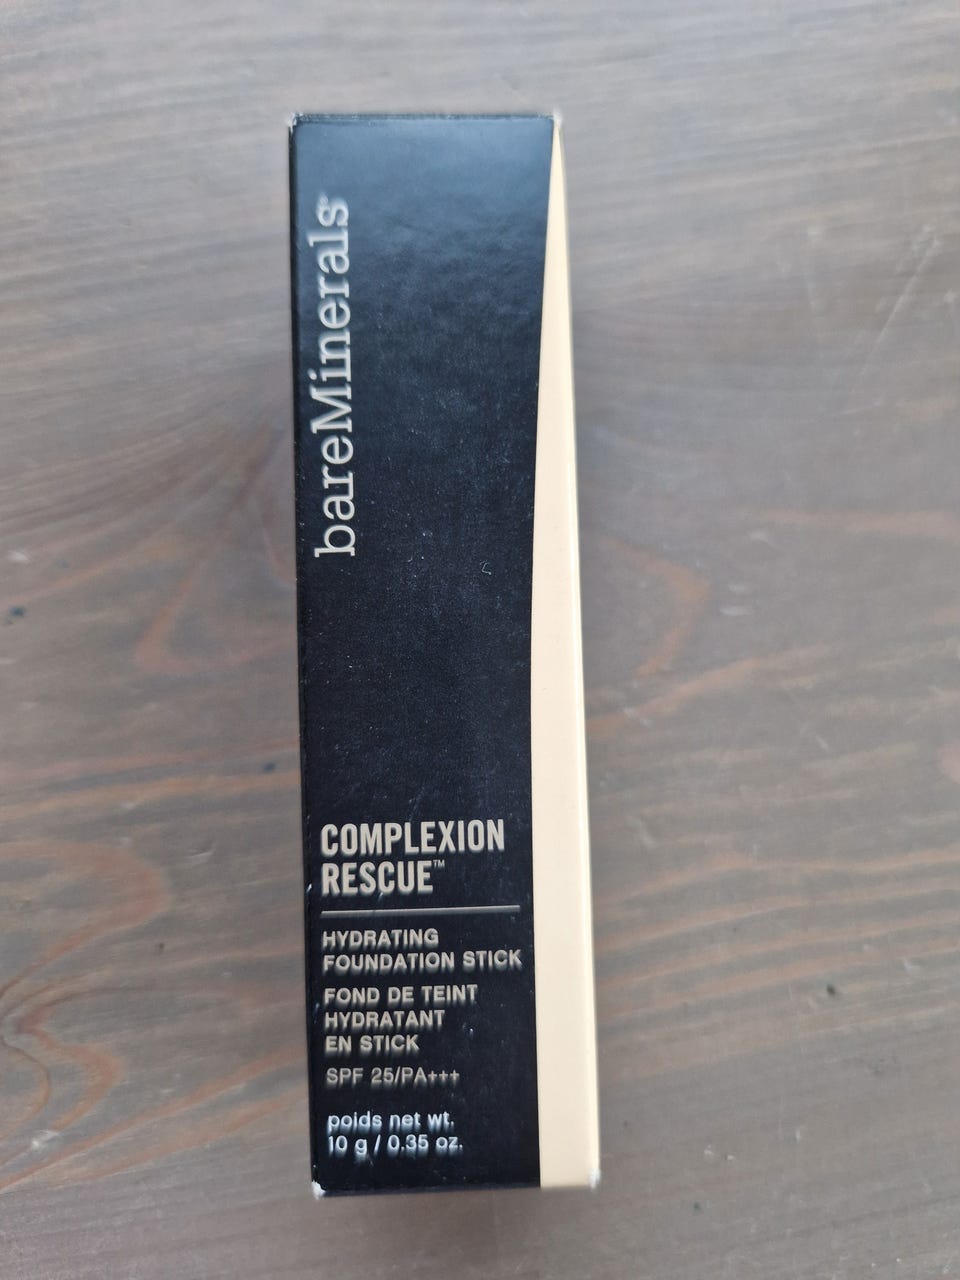 bareMinerals®
COMPLEXION
RESCUE™
HYDRATING
FOUNDATION STICK
FOND DE TEINT
HYDRATANT
EN STICK
SPF 25/PA+++
poids net wt.
10 g / 0.35 oz.